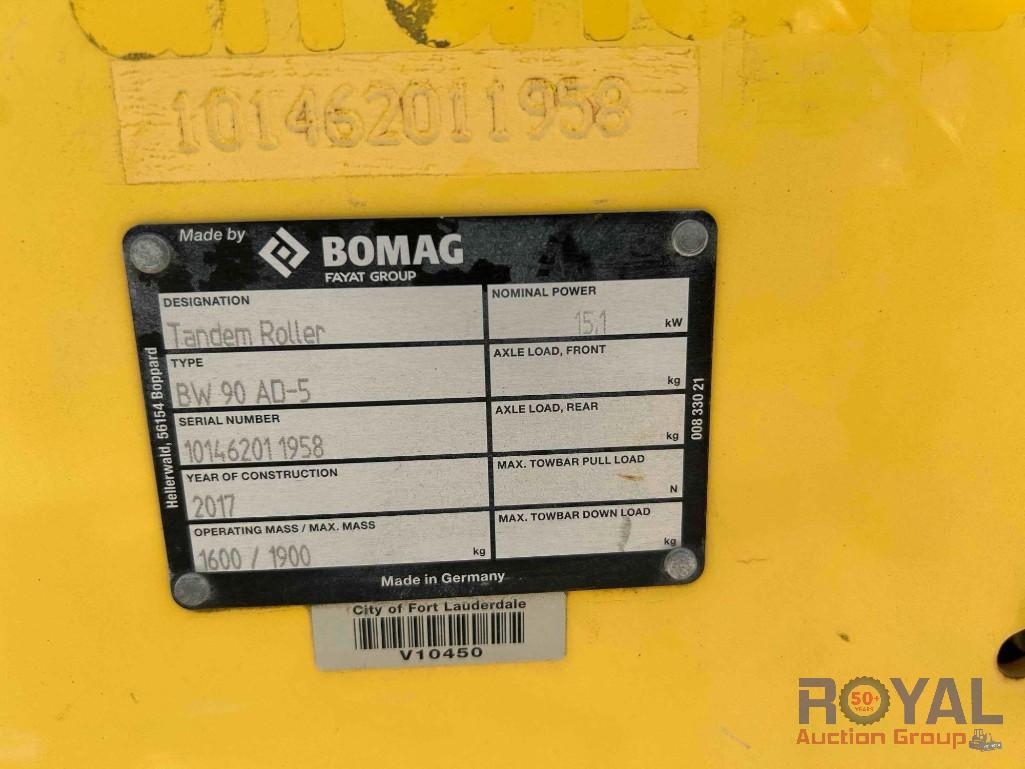 101462011958
Made by BOMAG
FAYAT GROUP
DESIGNATION
Tandem Roller
TYPE
BW 90 AD-5
SERIAL NUMBER
10146201 1958
YEAR OF CONSTRUCTION
2017
OPERATING MASS / MAX. MASS
1600 / 1900 kg
NOMINAL POWER
15.1 kW
AXLE LOAD, FRONT
kg
AXLE LOAD, REAR
kg
MAX. TOWBAR PULL LOAD
N
MAX. TOWBAR DOWN LOAD
kg
Hellerwald, 56154 Boppard
008 330 21
Made in Germany
City of Fort Lauderdale
V10450
ROYAL
50+
YEARS
Auction Group